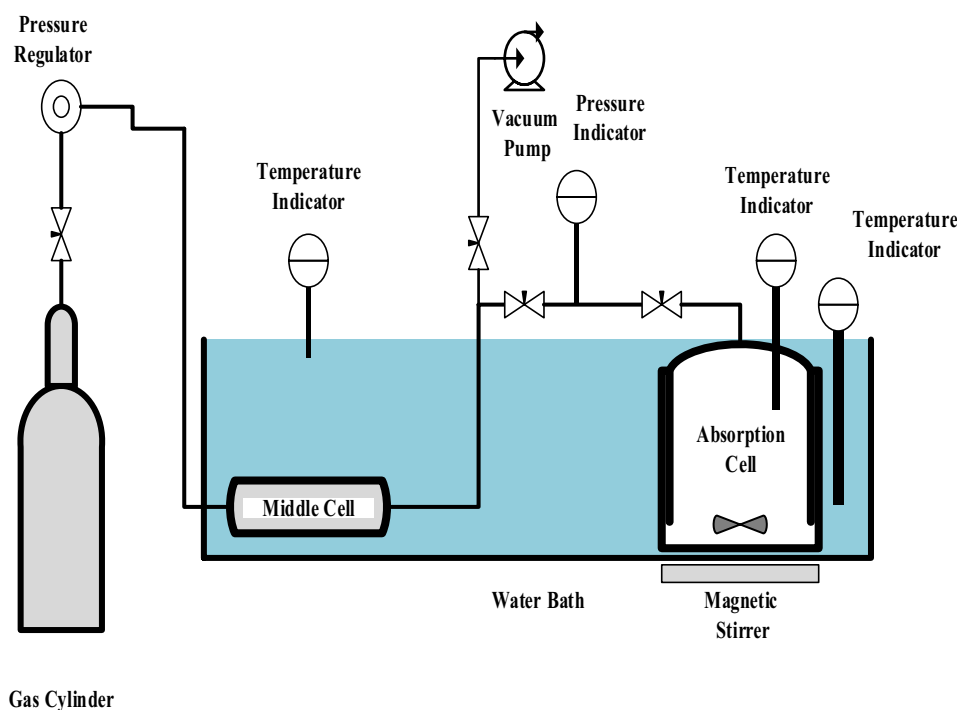 Pressure
Regulator
Vacuum
Pump
Pressure
Indicator
Temperature
Indicator
Temperature
Indicator
Temperature
Indicator
Absorption
Cell
Middle Cell
Water Bath
Magnetic
Stirrer
Gas Cylinder